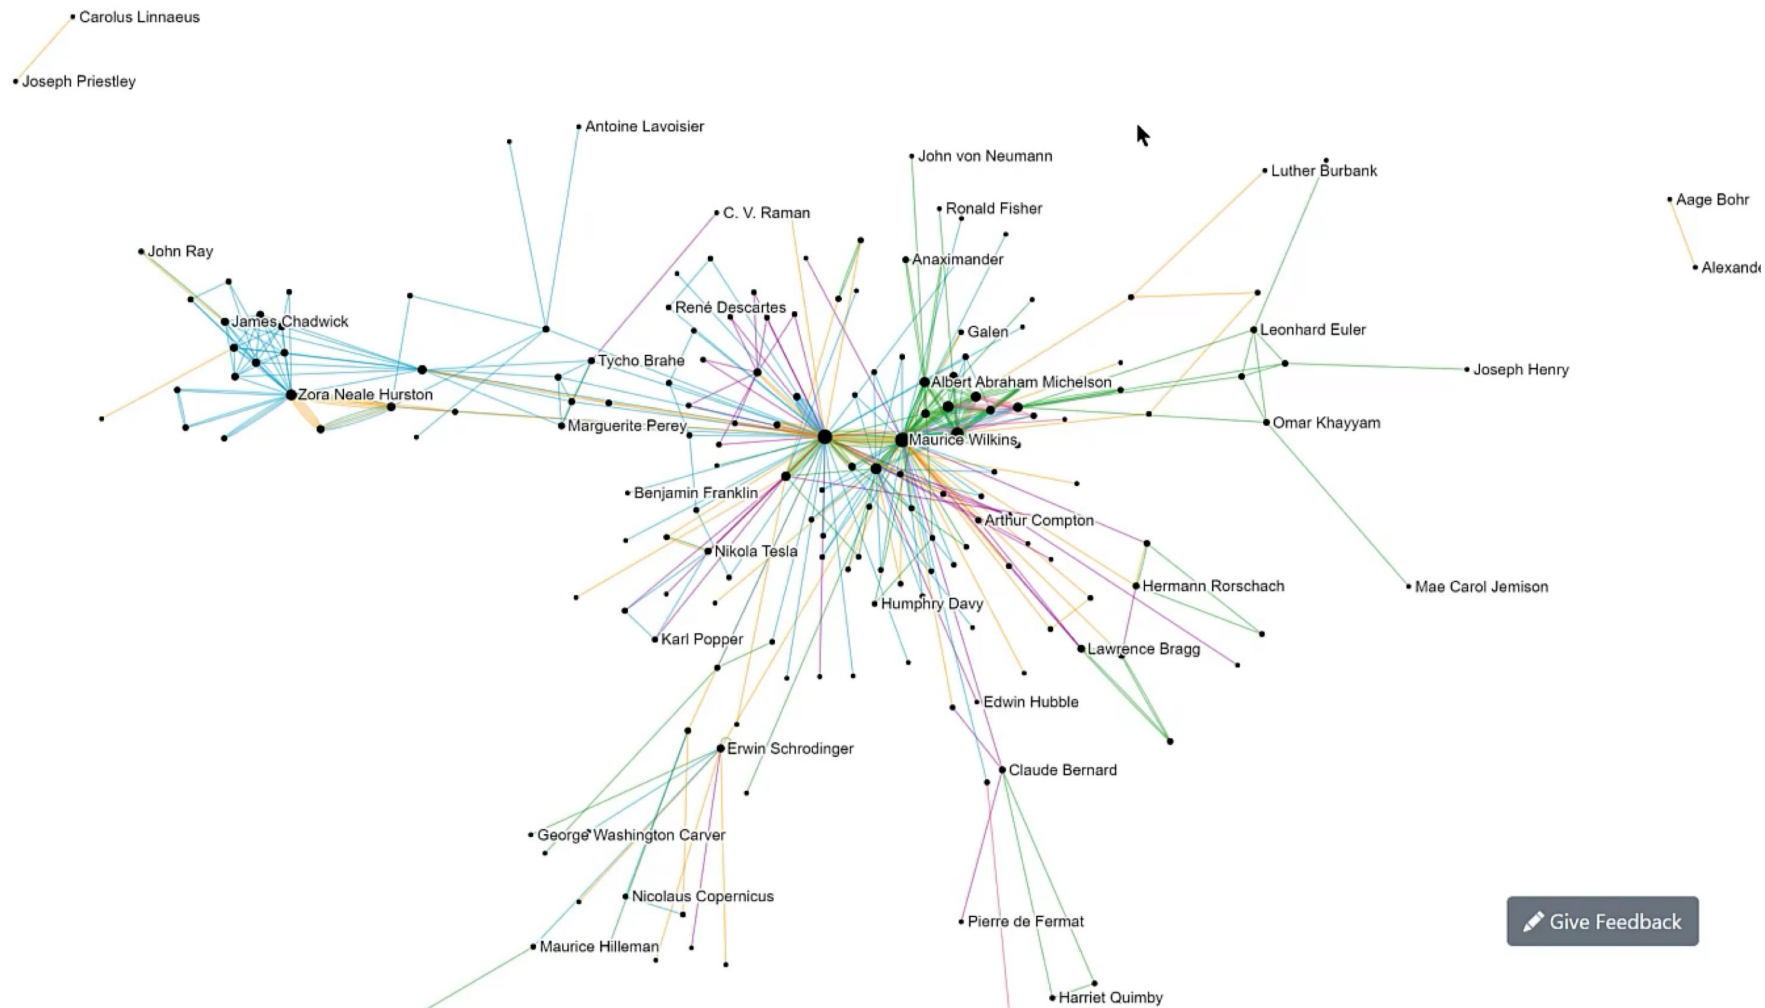 Carolus Linnaeus
Joseph Priestley
Antoine Lavoisier
John von Neumann
Luther Burbank
Aage Bohr
C. V. Raman
Ronald Fisher
John Ray
Anaximander
Alexande
René Descartes
James Chadwick
Galen
Leonhard Euler
Tycho Brahe
Joseph Henry
Albert Abraham Michelson
Zora Neale Hurston
Marguerite Perey
Omar Khayyam
Maurice Wilkins
Benjamin Franklin
Arthur Compton
Nikola Tesla
Hermann Rorschach
Mae Carol Jemison
Humphry Davy
Karl Popper
Lawrence Bragg
Edwin Hubble
Erwin Schrodinger
Claude Bernard
George Washington Carver
Nicolaus Copernicus
Pierre de Fermat
Give Feedback
Maurice Hilleman
Harriet Quimby